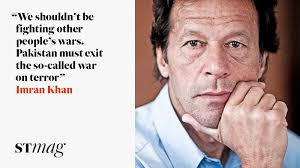 “We shouldn't be
fighting other
people's wars.
Pakistan must exit
the so-called war
on terror”
Imran Khan
STmag